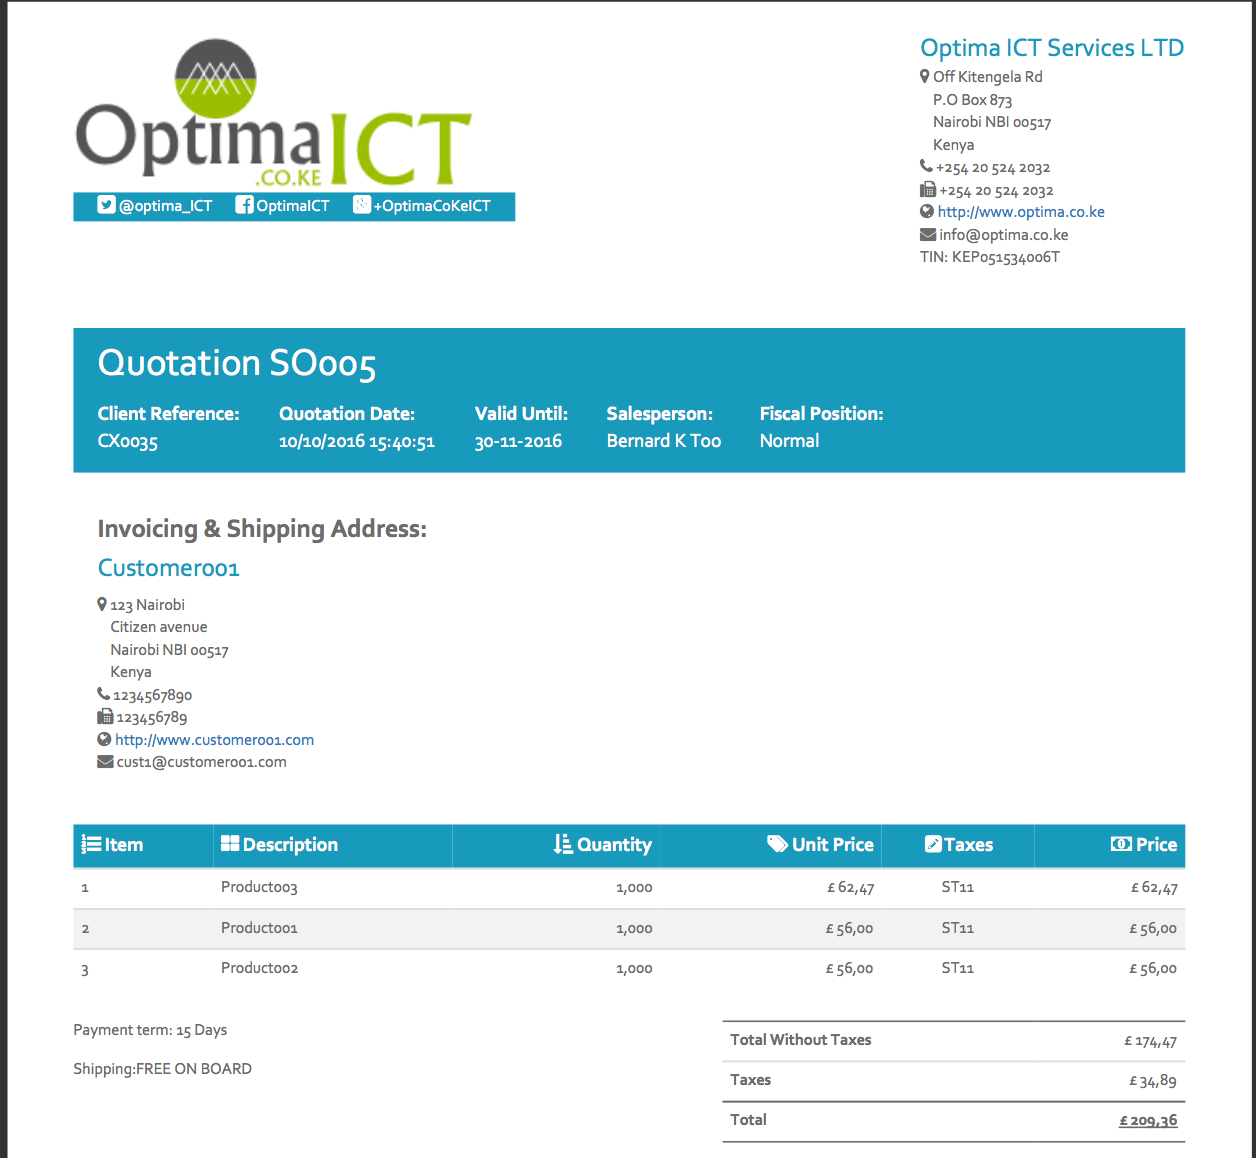 OptimaICT
.CO.KE
@optima_ICT OptimaICT +OptimaCoKeICT
Optima ICT Services LTD
Off Kitengela Rd
P.O Box 873
Nairobi NBI 00517
Kenya
+254 20 524 2032
+254 20 524 2032
http://www.optima.co.ke
info@optima.co.ke
TIN: KEP051534006T
Quotation SO005
Client Reference: Quotation Date: Valid Until: Salesperson: Fiscal Position:
CX0035 10/10/2016 15:40:51 30-11-2016 Bernard K Too Normal
Invoicing & Shipping Address:
Customer001
123 Nairobi
Citizen avenue
Nairobi NBI 00517
Kenya
1234567890
123456789
http://www.customer001.com
cust1@customer001.com
Item Description Quantity Unit Price Taxes Price
1 Product003 1,000 £ 62,47 ST11 £ 62,47
2 Product001 1,000 £ 56,00 ST11 £ 56,00
3 Product002 1,000 £ 56,00 ST11 £ 56,00
Payment term: 15 Days
Shipping:FREE ON BOARD
Total Without Taxes £ 174,47
Taxes £ 34,89
Total £ 209,36